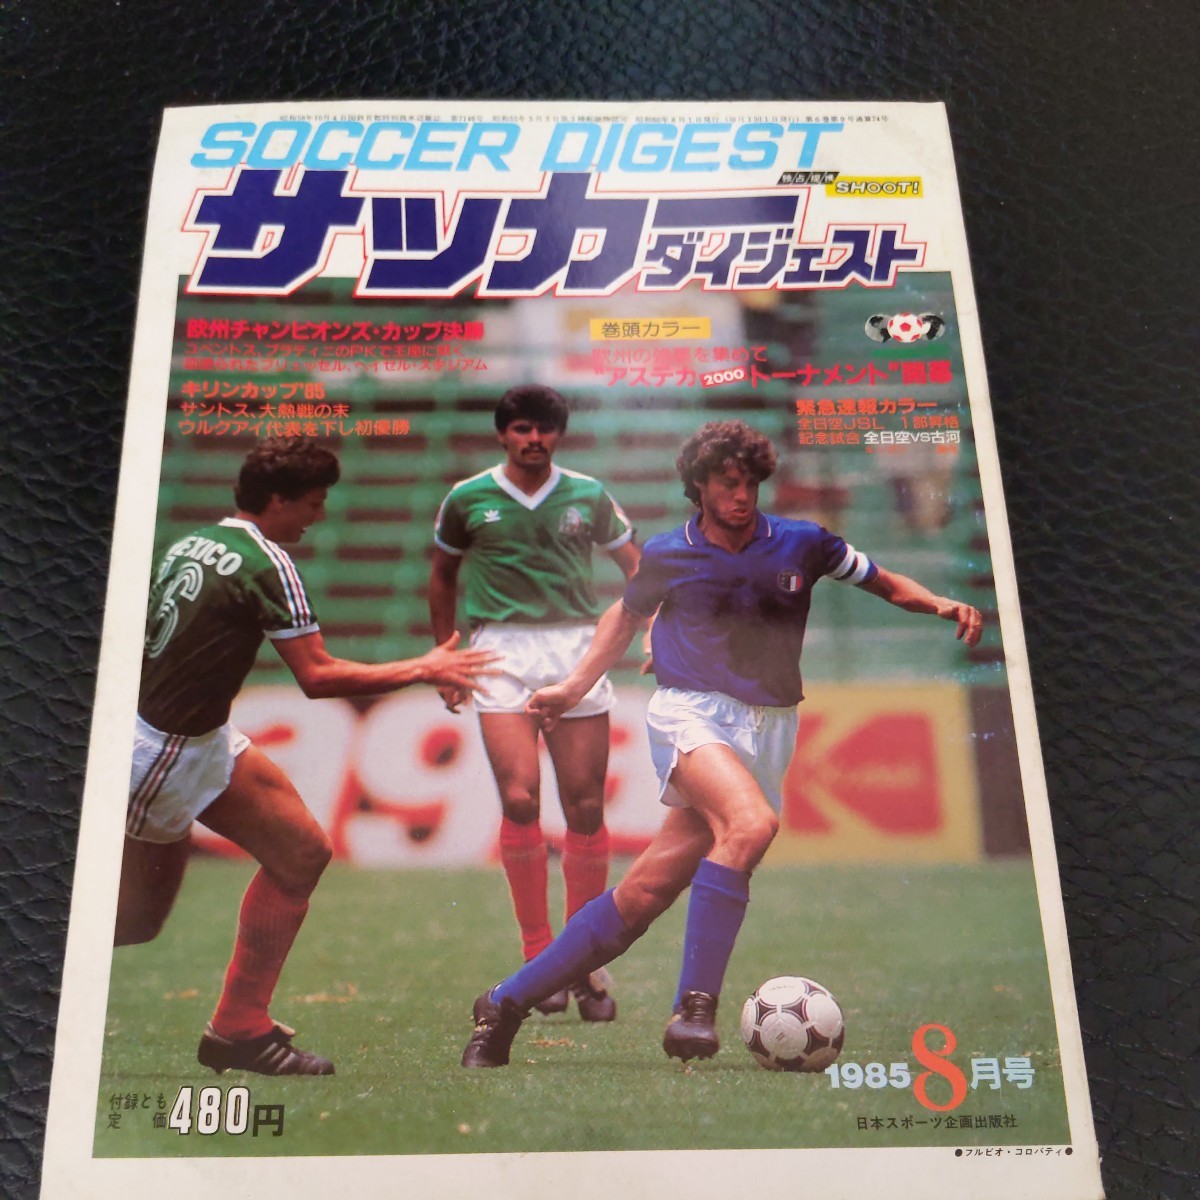 SOCCER DIGEST
サッカー
ダイジェスト
独占提携
SHOOT!
欧州チャンピオンズ・カップ決勝
ユベントス、プラティニのPKで王座に輝く
ブリュッセル、ヘイゼル・スタジアム
キリンカップ'85
サントス、大熱戦の末
ウルグアイ代表を下し初優勝
巻頭カラー
欧州の強豪を集めて
"アステカ2000トーナメント"開幕
緊急速報カラー
全日空JSL 1部昇格
記念試合 全日空VS古河
MEXICO
16
Kodak
1985 8月号
付録とも
定価 480円
日本スポーツ企画出版社
●フルビオ・コロバティ●